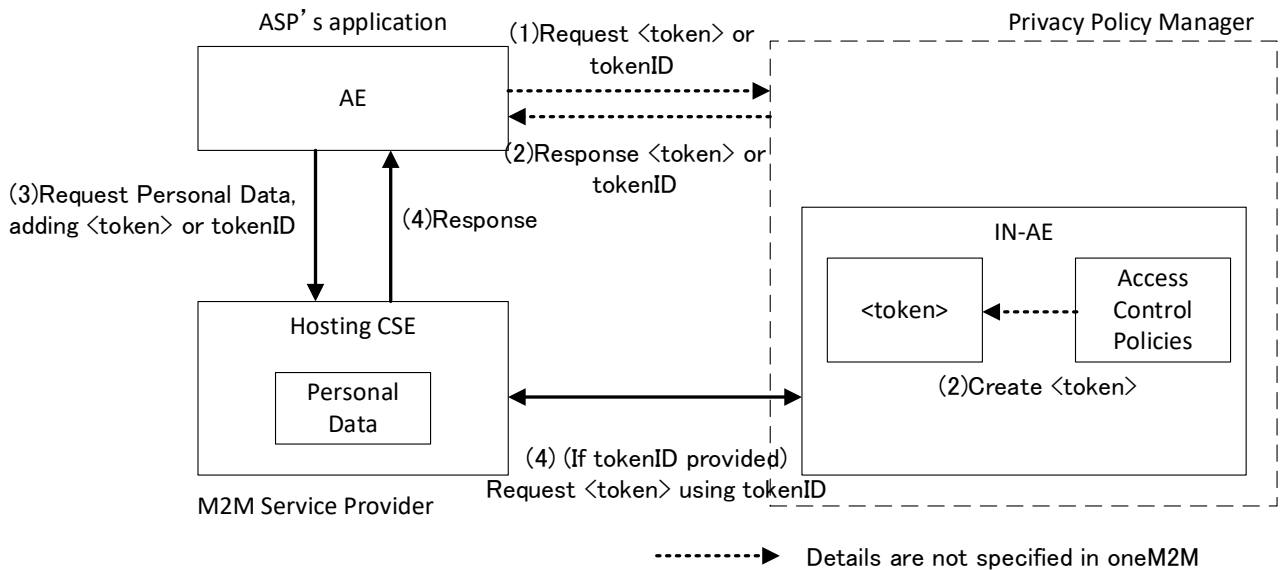 ASP’s application
Privacy Policy Manager
(1)Request <token> or
tokenID
AE
(2)Response <token> or
tokenID
(3)Request Personal Data,
adding <token> or tokenID
(4)Response
IN-AE
<token>
Access
Control
Policies
(2)Create <token>
Hosting CSE
Personal
Data
(4) (If tokenID provided)
Request <token> using tokenID
M2M Service Provider
Details are not specified in oneM2M